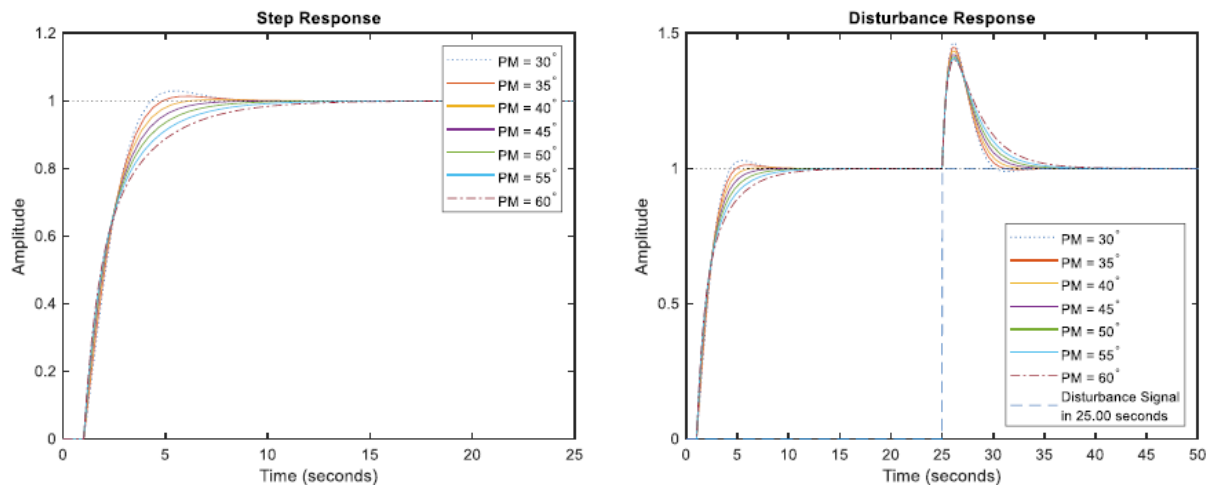 Step Response
1.2
1
0.8
0.6
0.4
0.2
0
Amplitude
0 5 10 15 20 25
Time (seconds)
PM = 30°
PM = 35°
PM = 40°
PM = 45°
PM = 50°
PM = 55°
PM = 60°
Disturbance Response
1.5
1
0.5
0
Amplitude
0 5 10 15 20 25 30 35 40 45 50
Time (seconds)
PM = 30°
PM = 35°
PM = 40°
PM = 45°
PM = 50°
PM = 55°
PM = 60°
Disturbance Signal
in 25.00 seconds